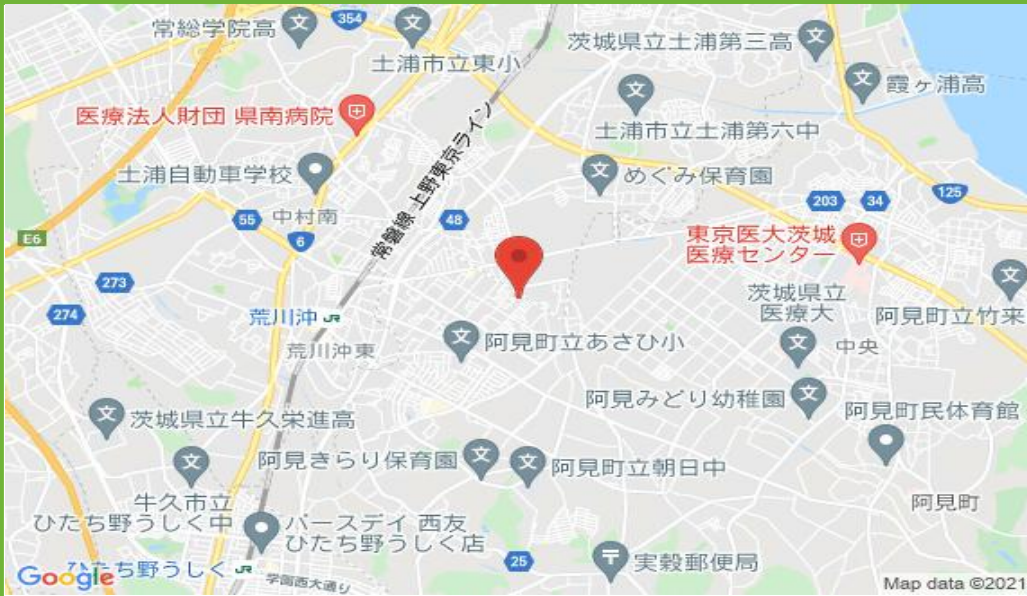 常総学院高
354
土浦市立東小
茨城県立土浦第三高
霞ヶ浦高
医療法人財団 県南病院
土浦市立土浦第六中
常磐線 上野東京ライン
土浦自動車学校
めぐみ保育園
55
中村南
48
203
34
125
E6
6
東京医大茨城
医療センター
273
274
荒川沖 JR
茨城県立
医療大
阿見町立竹来
荒川沖東
阿見町立あさひ小
中央
阿見みどり幼稚園
茨城県立牛久栄進高
阿見町民体育館
阿見きらり保育園
阿見町立朝日中
牛久市立
ひたち野うしく中
阿見町
バースデイ 西友
ひたち野うしく店
25
実穀郵便局
ひたち野うしく JR
学園西大通り
Google
Map data ©2021